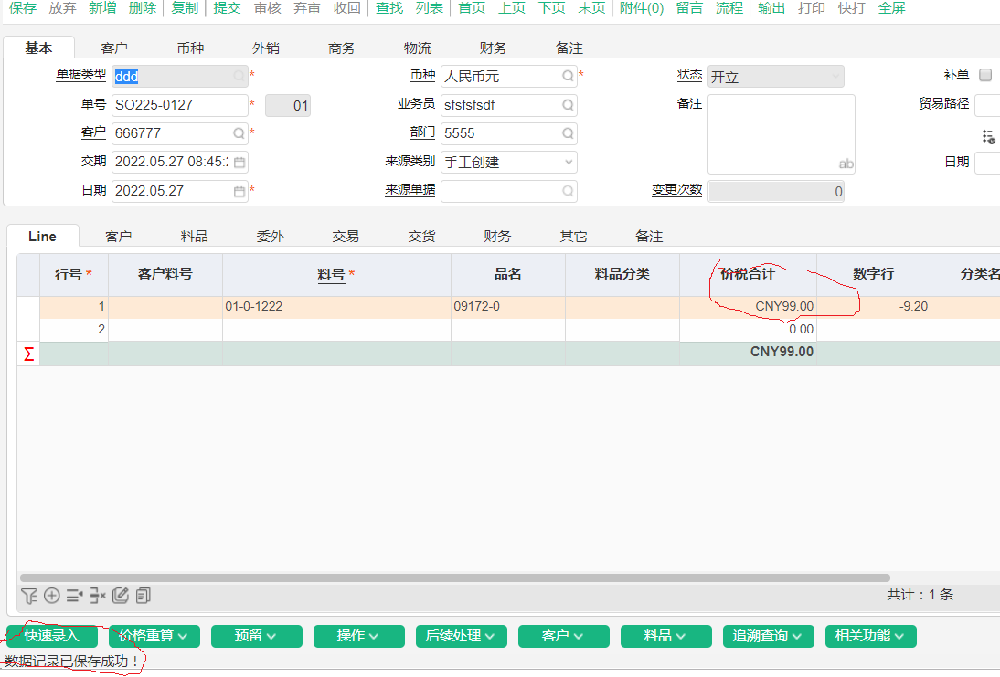 保存 放弃 新增 删除 复制 提交 审核 弃审 收回 查找 列表 首页 上页 下页 末页 附件(0) 留言 流程 输出 打印 快打 全屏
基本 客户 币种 外销 商务 物流 财务 备注
单据类型 ddd * 币种 人民币元 * 状态 开立 补单
单号 SO225-0127 * 01 业务员 sfsfsfsdf 备注 贸易路径
客户 666777 * 部门 5555
交期 2022.05.27 08:45: 来源类别 手工创建 ab 日期
日期 2022.05.27 * 来源单据 变更次数 0
Line 客户 料品 委外 交易 交货 财务 其它 备注
行号 * 客户料号 料号 * 品名 料品分类 价税合计 数字行 分类名
1 01-0-1222 09172-0 CNY99.00 -9.20
2 0.00
Σ CNY99.00
共计：1 条
快速录入 价格重算 预留 操作 后续处理 客户 料品 追溯查询 相关功能
数据记录已保存成功！